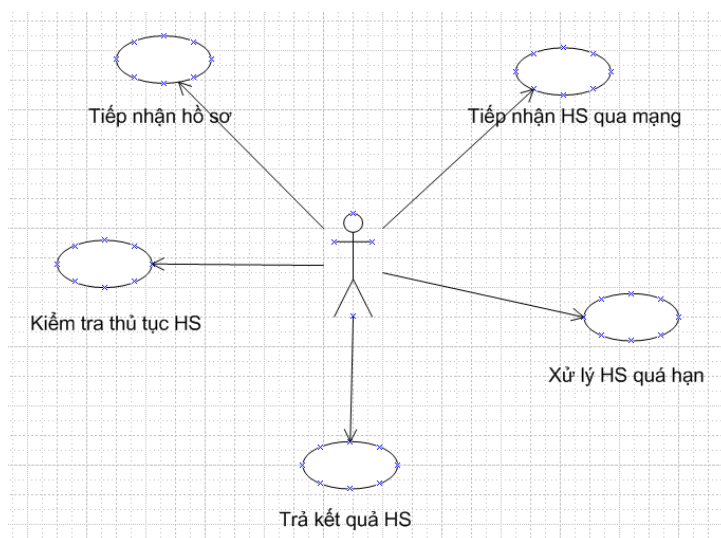 Tiếp nhận hồ sơ
Tiếp nhận HS qua mạng
Kiểm tra thủ tục HS
Xử lý HS quá hạn
Trả kết quả HS